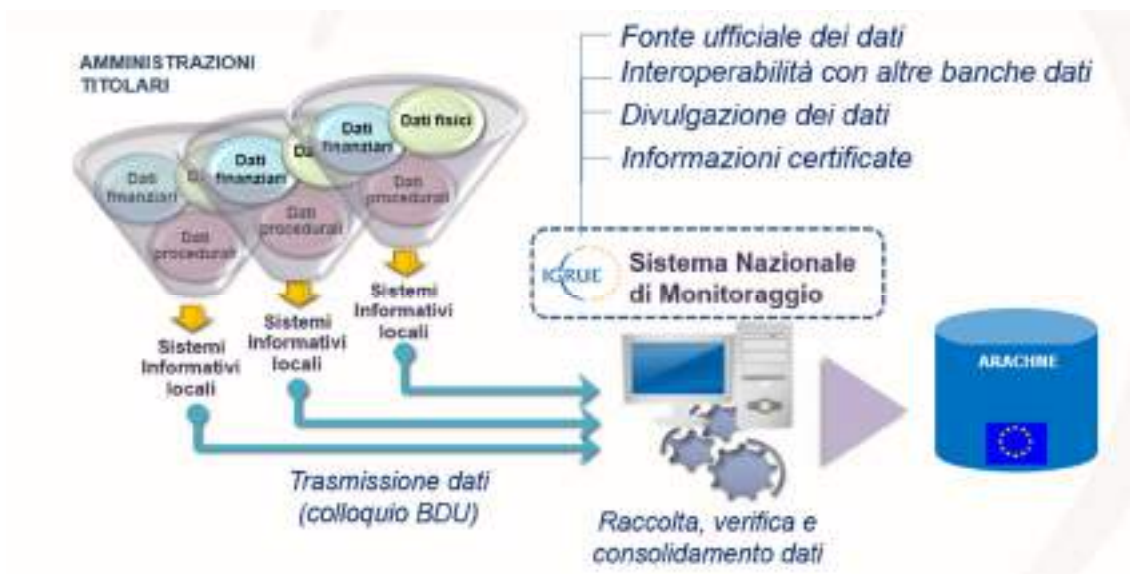 AMMINISTRAZIONI
TITOLARI
Fonte ufficiale dei dati
Interoperabilità con altre banche dati
Divulgazione dei dati
Informazioni certificate
Dati
finanziari
Dati fisici
Dati
procedurali
Dati
finanziari
Da
Dati
procedurali
Dati
finanziari
Dati
procedurali
Sistemi
Informativi
locali
Sistemi
Informativi
locali
Sistemi
Informativi
locali
IGRUE
Sistema Nazionale
di Monitoraggio
ARACHNE
Trasmissione dati
(colloquio BDU)
Raccolta, verifica e
consolidamento dati